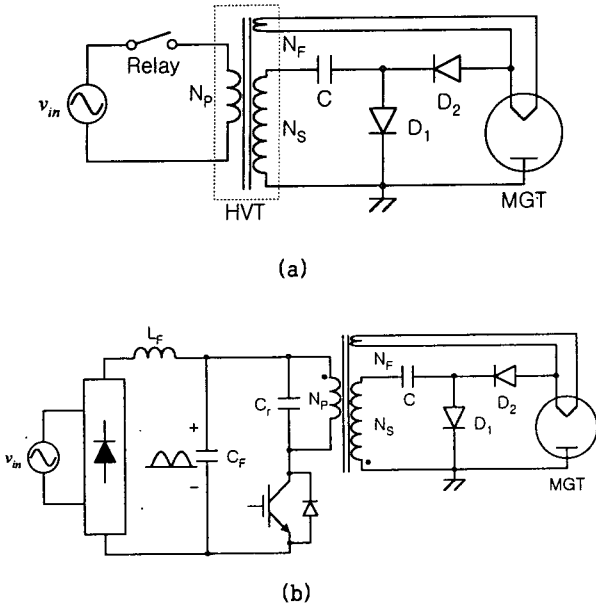 N_F
Relay
C
D_2
v_in
N_P
N_S
D_1
HVT
MGT
(a)
L_F
N_F
C_r
N_P
C
D_2
v_in
+
C_F
−
N_S
D_1
MGT
(b)